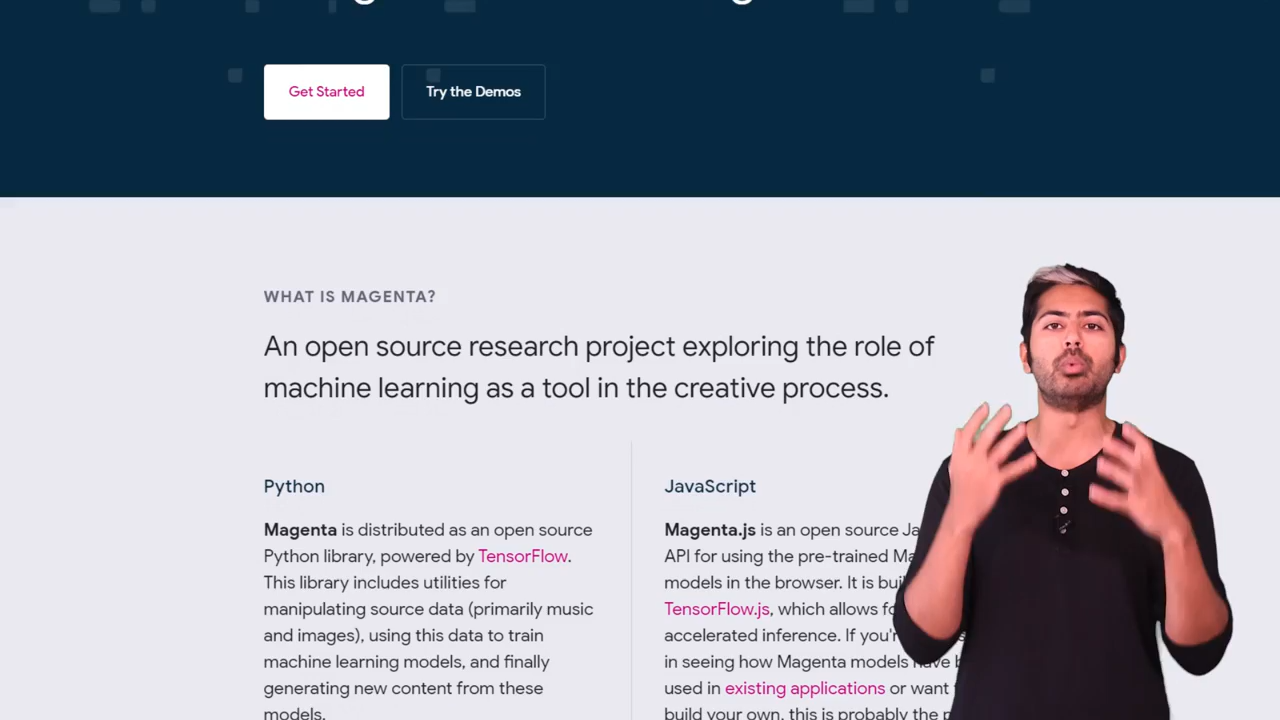 Get Started
Try the Demos
WHAT IS MAGENTA?
An open source research project exploring the role of
machine learning as a tool in the creative process.
Python
Magenta is distributed as an open source
Python library, powered by TensorFlow.
This library includes utilities for
manipulating source data (primarily music
and images), using this data to train
machine learning models, and finally
generating new content from these
models.
JavaScript
Magenta.js is an open source
API for using the pre-trained
models in the browser. It is
TensorFlow.js, which allows
accelerated inference. If
in seeing how Magenta models have
used in existing applications or want
build your own, this is probably the